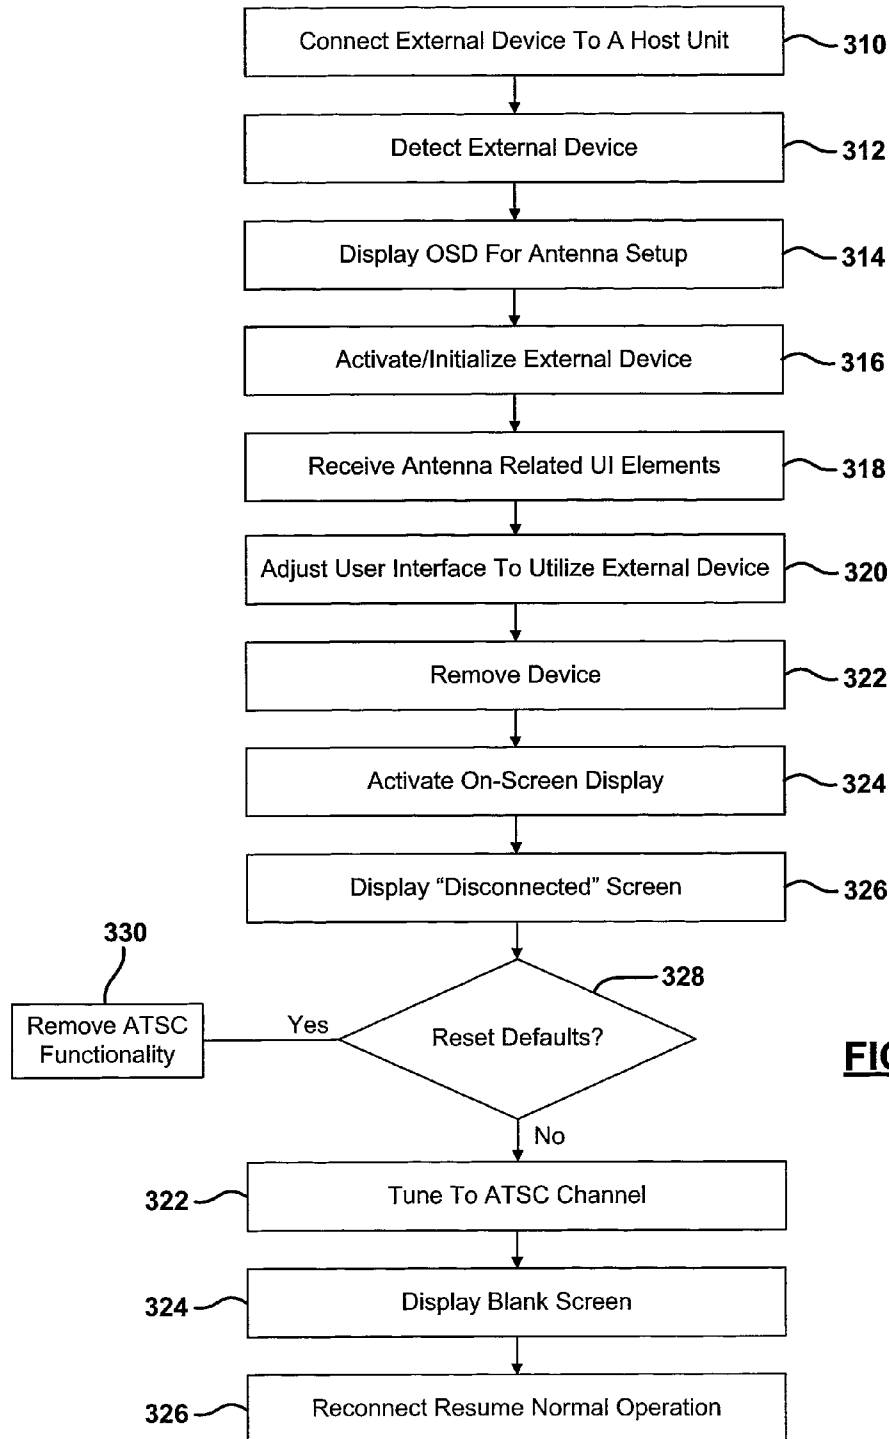 Connect External Device To A Host Unit
310
Detect External Device
312
Display OSD For Antenna Setup
314
Activate/Initialize External Device
316
Receive Antenna Related UI Elements
318
Adjust User Interface To Utilize External Device
320
Remove Device
322
Activate On-Screen Display
324
Display “Disconnected” Screen
326
330
328
Remove ATSC
Functionality
Yes
Reset Defaults?
FIG
No
322
Tune To ATSC Channel
324
Display Blank Screen
326
Reconnect Resume Normal Operation